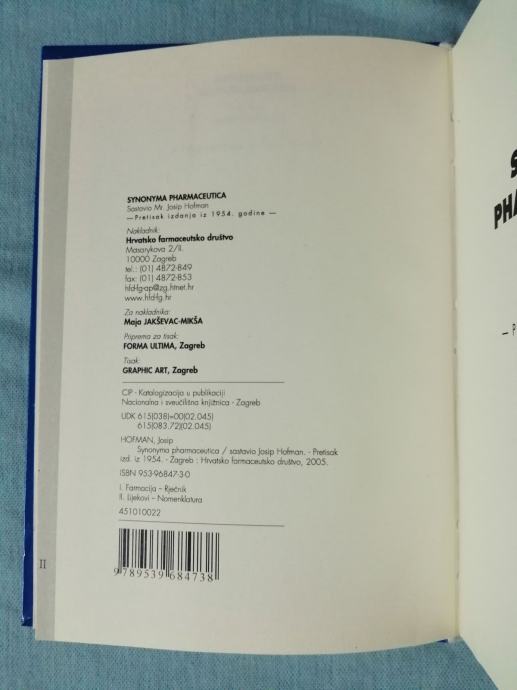 SYNONYMA PHARMACEUTICA
Sastavio Mr. Josip Hofman
— Pretisak izdanja iz 1954. godine —
Nakladnik:
Hrvatsko farmaceutsko društvo
Masarykova 2/II.
10000 Zagreb
tel.: (01) 4872-849
fax: (01) 4872-853
hfd-fg-ap@zg.htnet.hr
www.hfd-fg.hr
Za nakladnika:
Maja JAKŠEVAC-MIKŠA
Priprema za tisak:
FORMA ULTIMA, Zagreb
Tisak:
GRAPHIC ART, Zagreb
CIP - Katalogizacija u publikaciji
Nacionalna i sveučilišna knjižnica - Zagreb
UDK 615(038)=00(02.045)
615(083.72)(02.045)
HOFMAN, Josip
Synonyma pharmaceutica / sastavio Josip Hofman. - Pretisak
izd. iz 1954. - Zagreb : Hrvatsko farmaceutsko društvo, 2005.
ISBN 953-96847-3-0
I. Farmacija – Rječnik
II. Lijekovi – Nomenklatura
451010022
9 789539 684738
II
S
PHA
— P